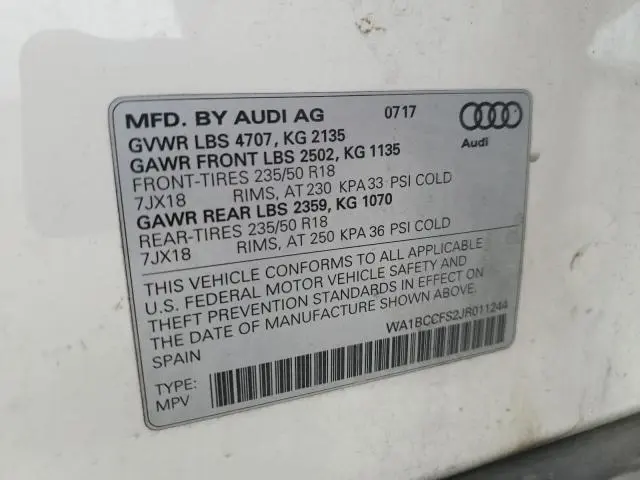 MFD. BY AUDI AG 0717
GVWR LBS 4707, KG 2135
GAWR FRONT LBS 2502, KG 1135
FRONT-TIRES 235/50 R18
7JX18 RIMS, AT 230 KPA 33 PSI COLD
GAWR REAR LBS 2359, KG 1070
REAR-TIRES 235/50 R18
7JX18 RIMS, AT 250 KPA 36 PSI COLD
Audi
THIS VEHICLE CONFORMS TO ALL APPLICABLE
U.S. FEDERAL MOTOR VEHICLE SAFETY AND
THEFT PREVENTION STANDARDS IN EFFECT ON
THE DATE OF MANUFACTURE SHOWN ABOVE.
SPAIN
WA1BCCFS2JR011244
TYPE:
MPV